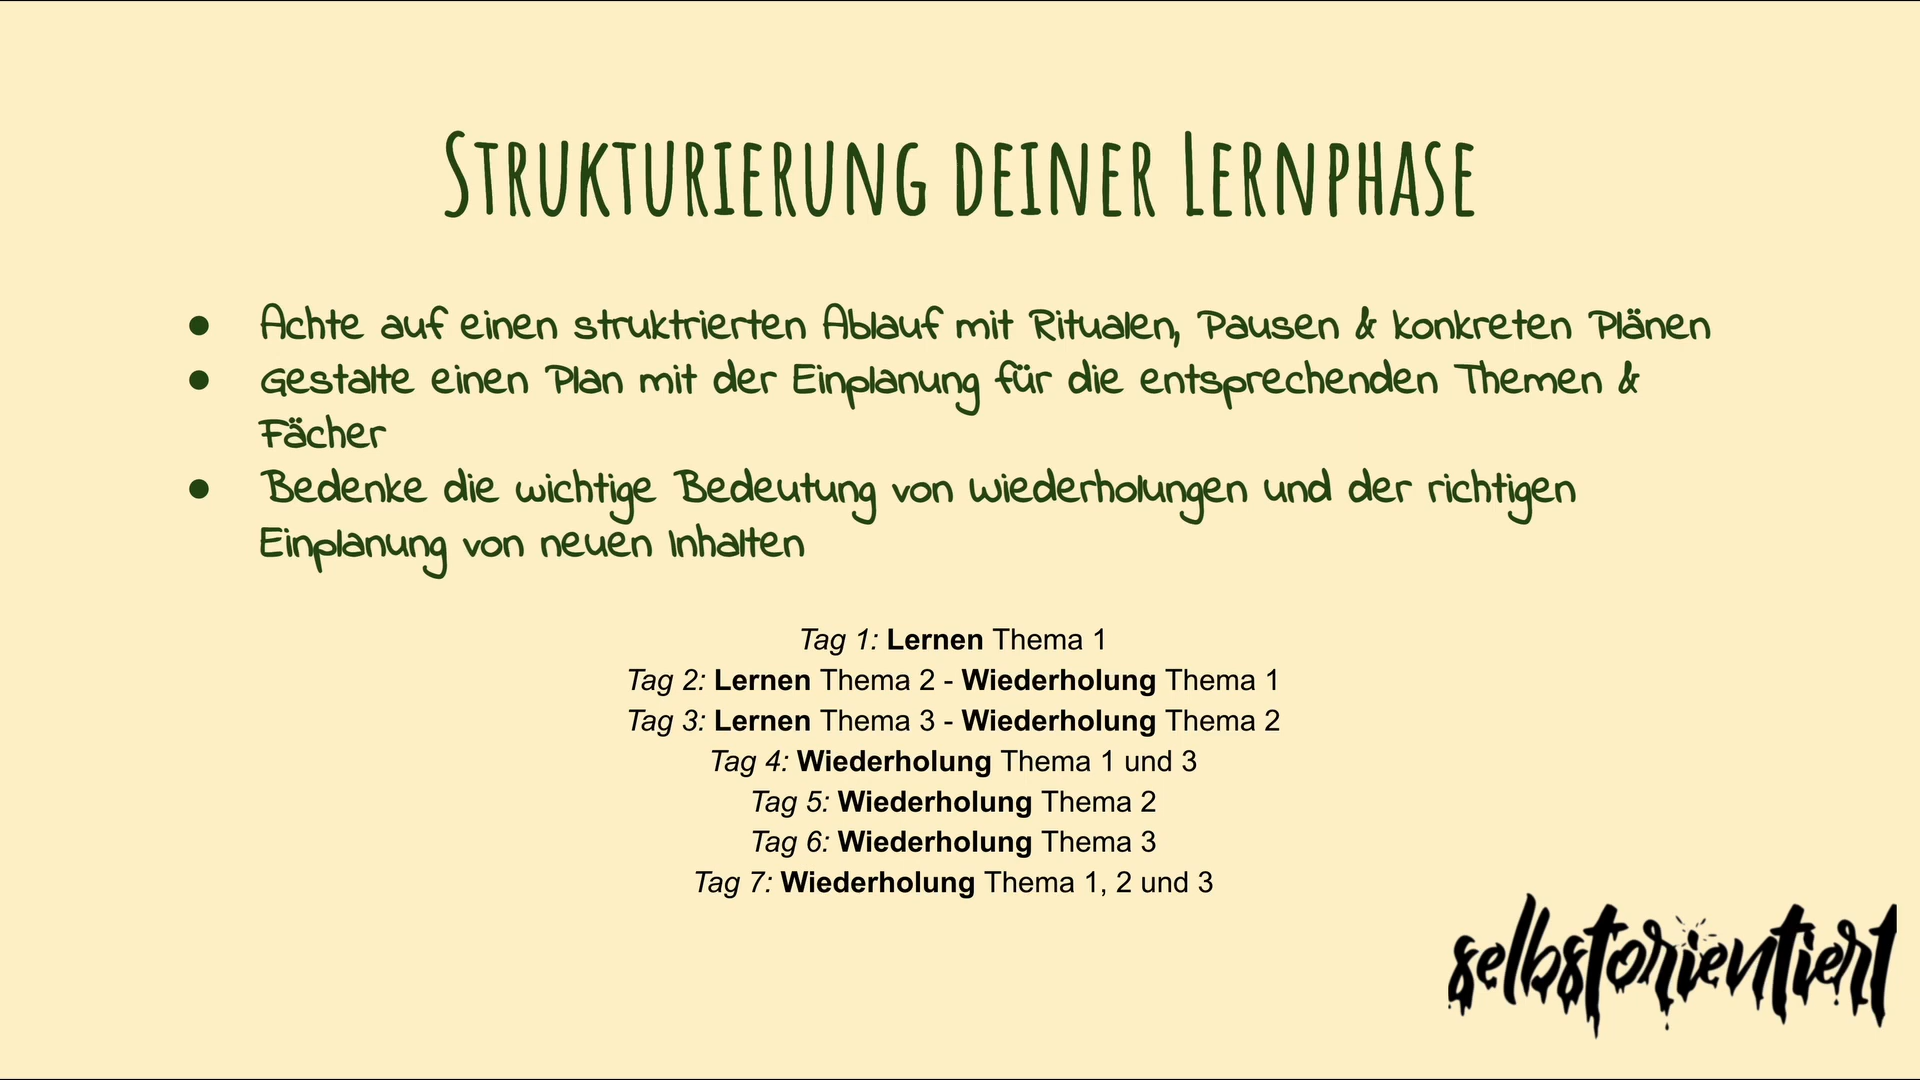 Strukturierung deiner Lernphase
● Achte auf einen struktrierten Ablauf mit Ritualen, Pausen & konkreten Plänen
● Gestalte einen Plan mit der Einplanung für die entsprechenden Themen &
Fächer
● Bedenke die wichtige Bedeutung von wiederholungen und der richtigen
Einplanung von neuen Inhalten
Tag 1: Lernen Thema 1
Tag 2: Lernen Thema 2 - Wiederholung Thema 1
Tag 3: Lernen Thema 3 - Wiederholung Thema 2
Tag 4: Wiederholung Thema 1 und 3
Tag 5: Wiederholung Thema 2
Tag 6: Wiederholung Thema 3
Tag 7: Wiederholung Thema 1, 2 und 3
selbstorientiert